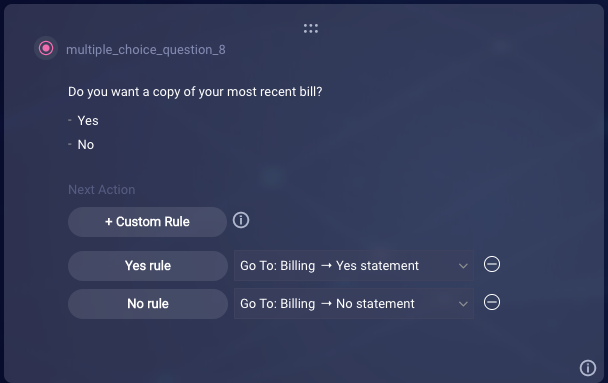 multiple_choice_question_8
Do you want a copy of your most recent bill?
- Yes
- No
Next Action
+ Custom Rule
Yes rule Go To: Billing → Yes statement
No rule Go To: Billing → No statement